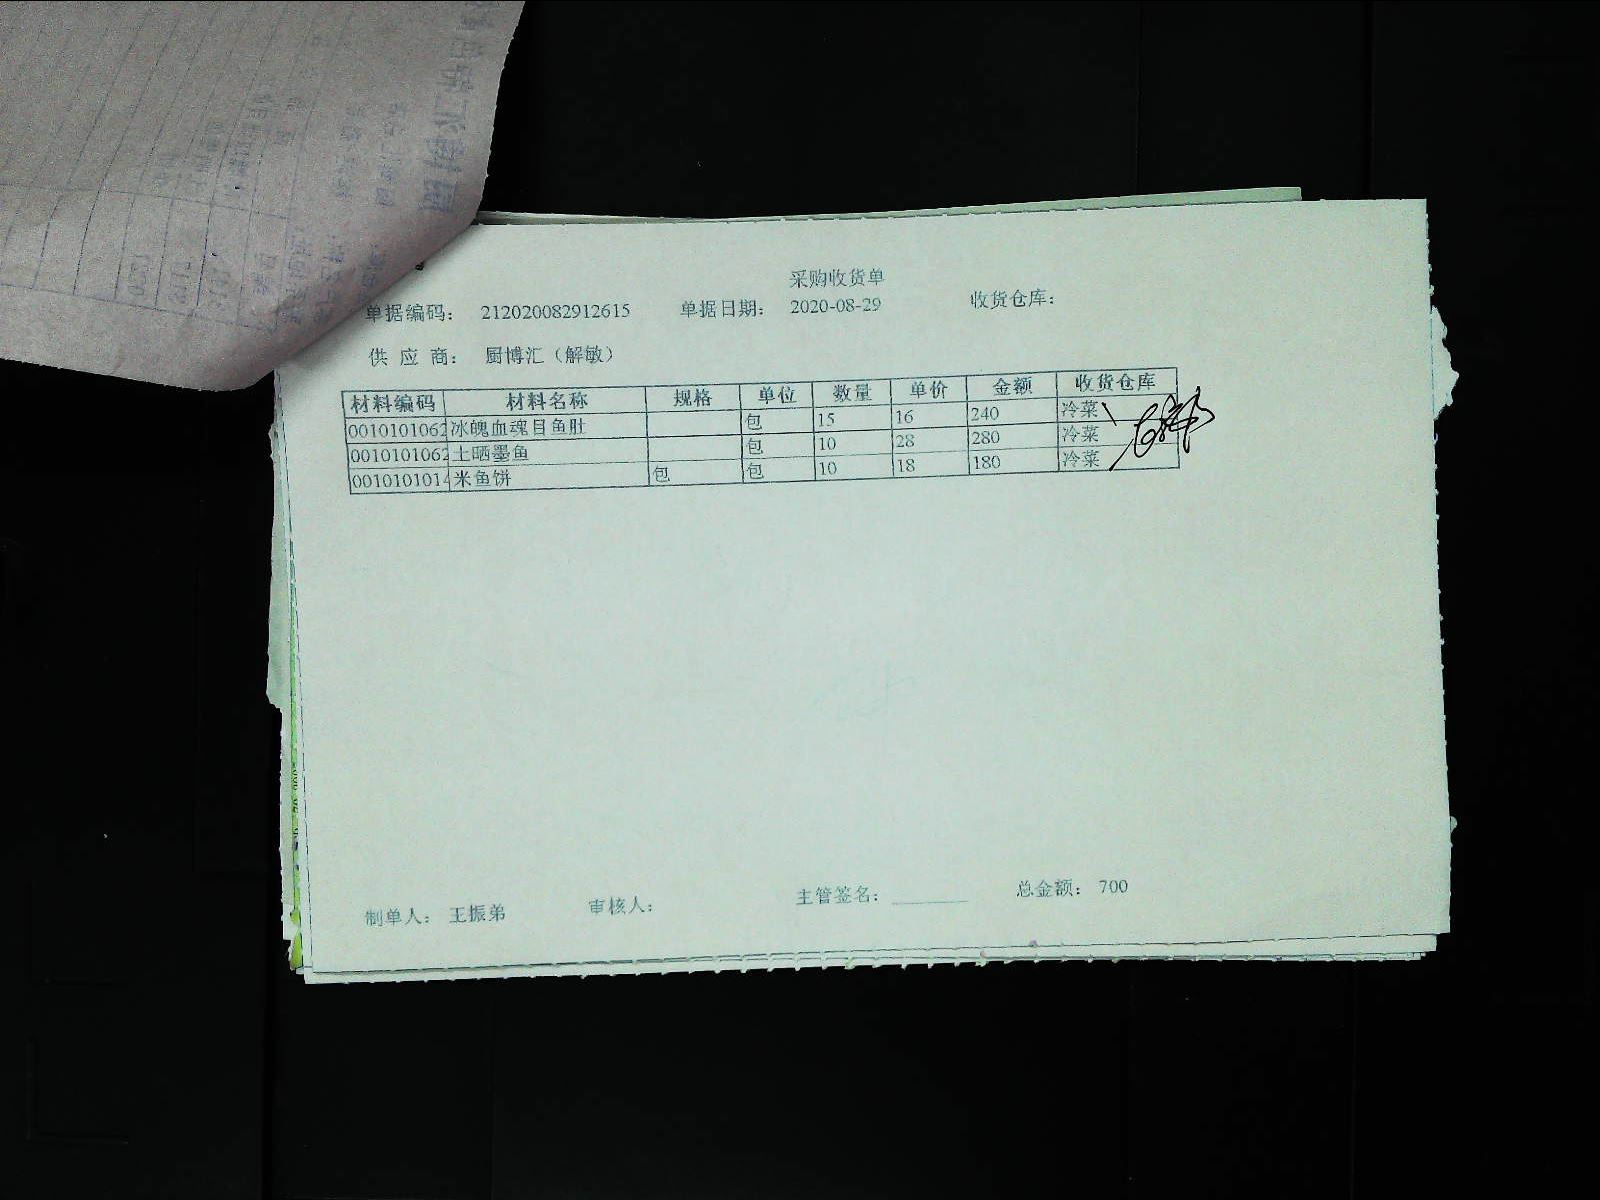 采购收货单
单据编码: 212020082912615 单据日期: 2020-08-29 收货仓库:
供 应 商: 厨博汇（解敏）
材料编码 材料名称 规格 单位 数量 单价 金额 收货仓库
0010101062 冰魄血魂目鱼肚 包 15 16 240 冷菜
0010101062 土晒墨鱼 包 10 28 280 冷菜
0010101014 米鱼饼 包 包 10 18 180 冷菜
制单人: 王振弟 审核人: 主管签名: 总金额: 700